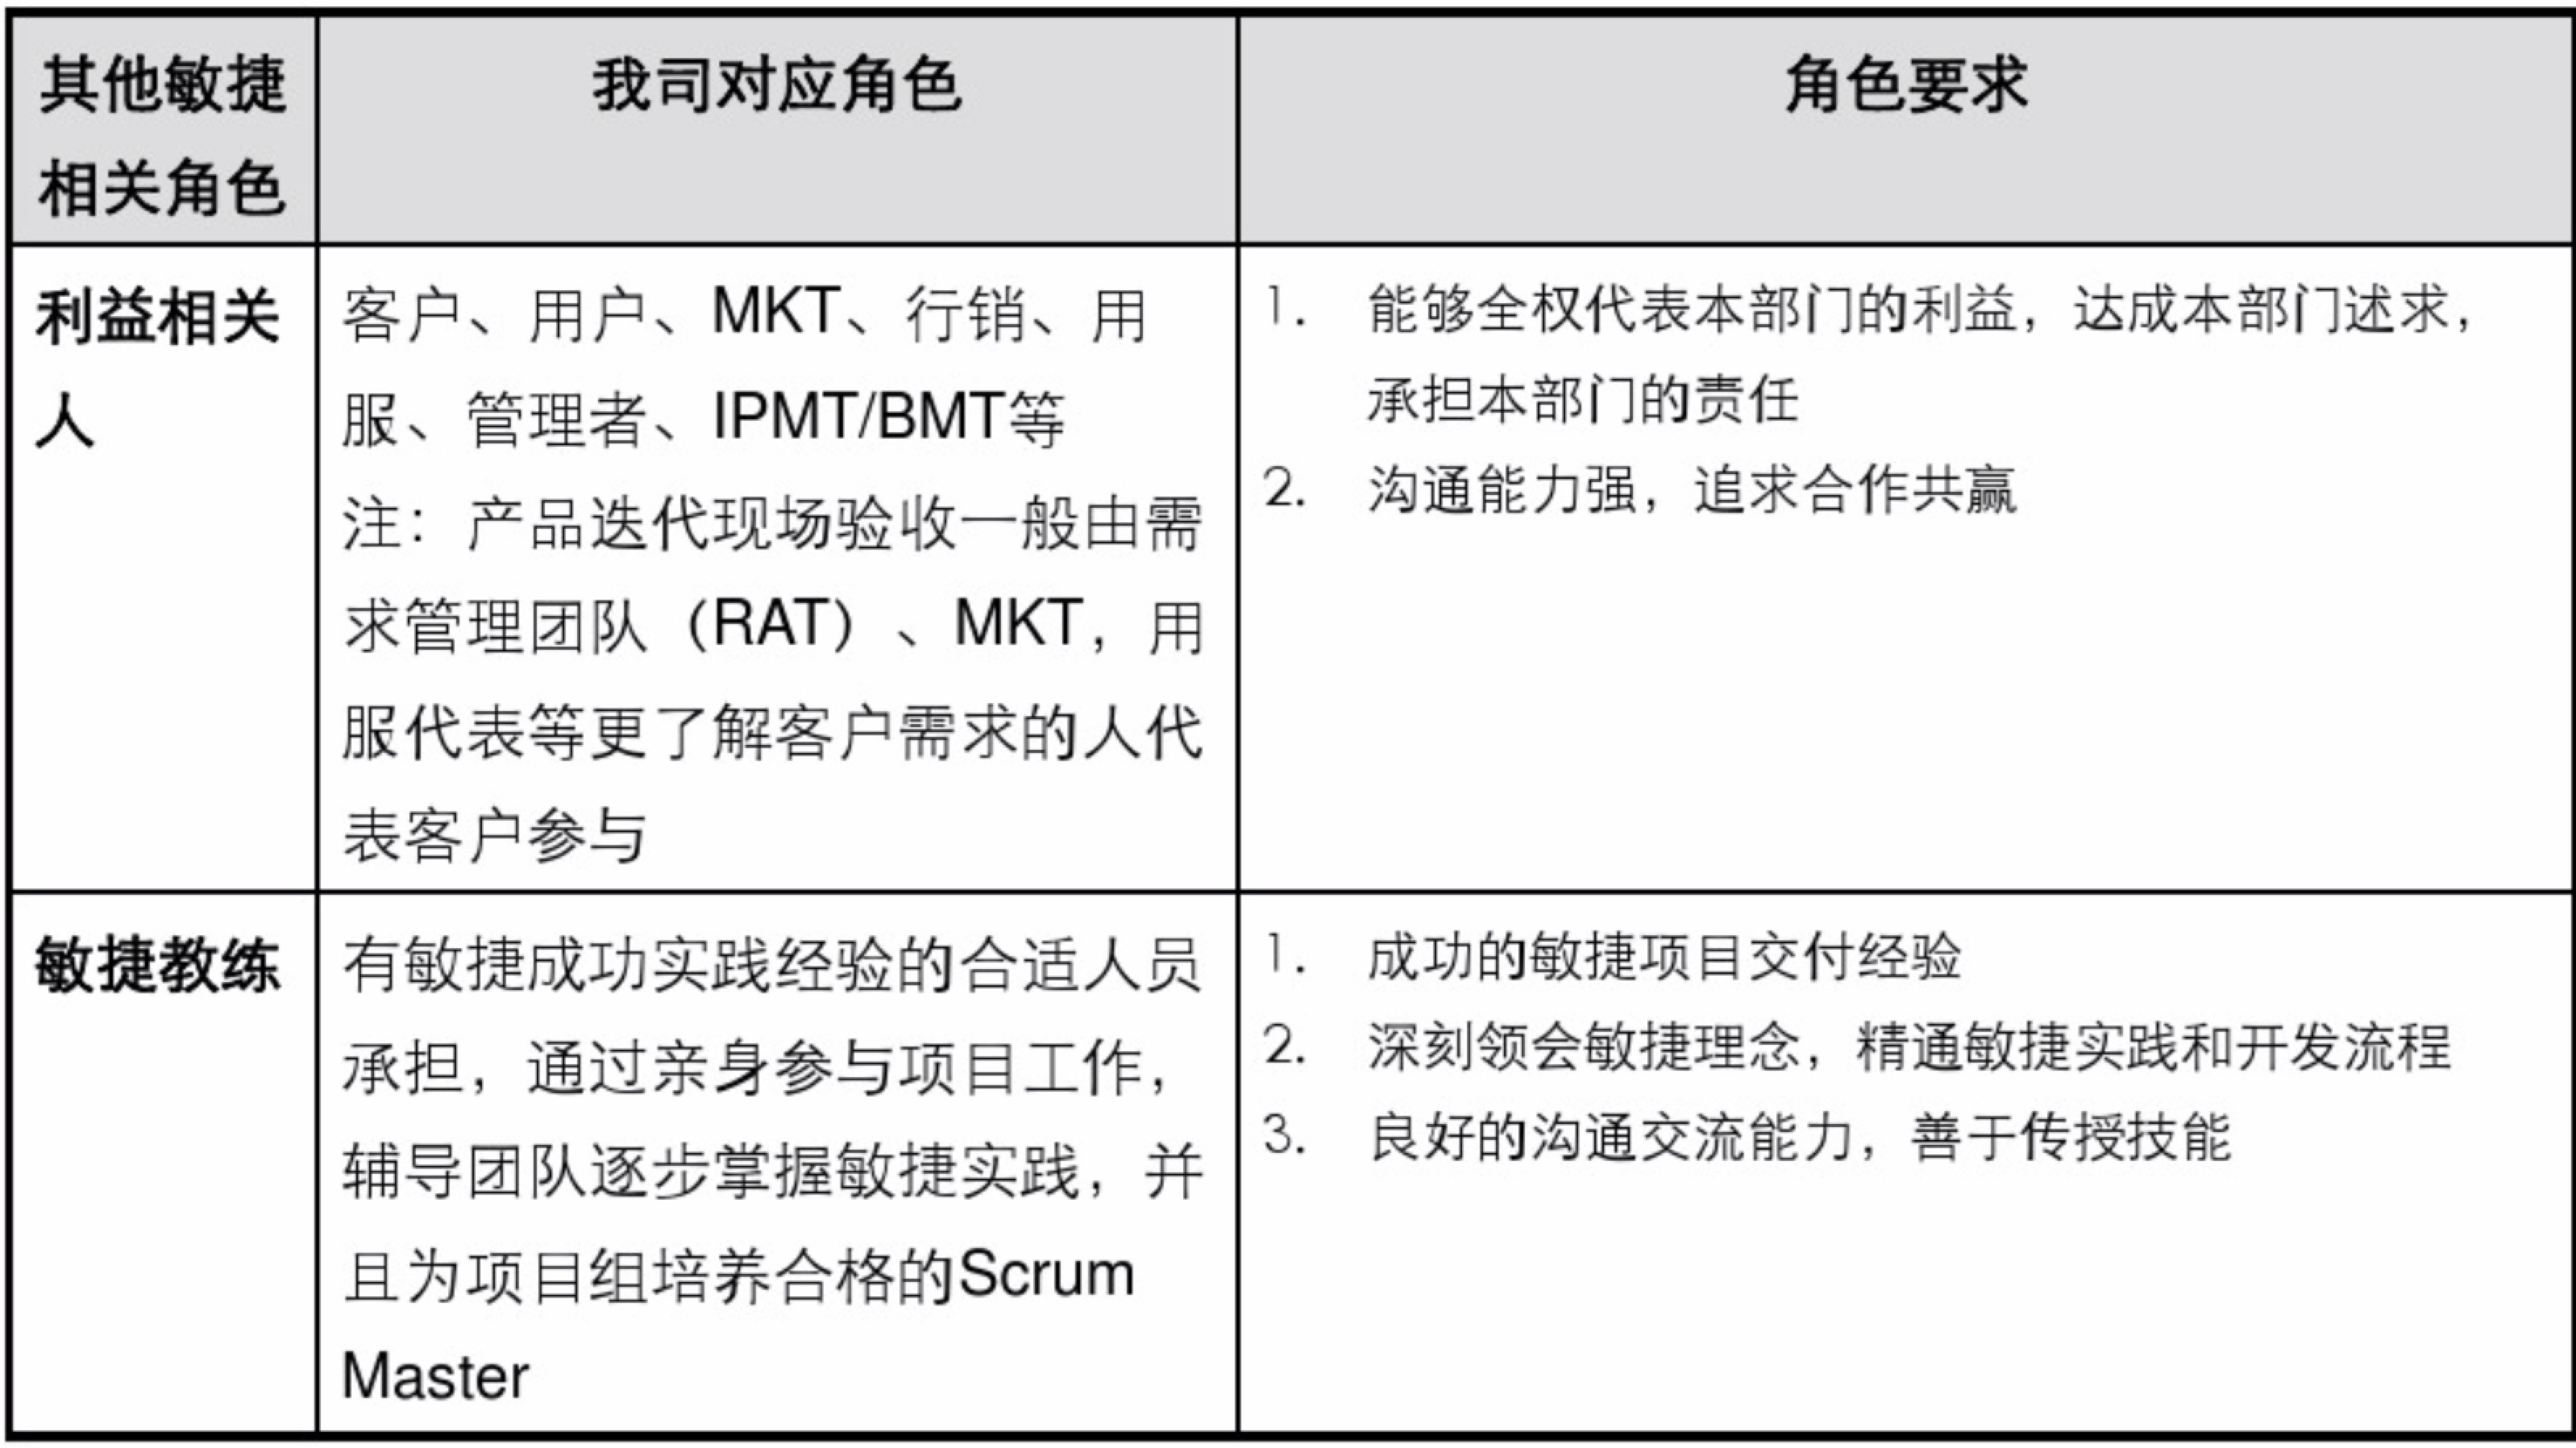 其他敏捷
相关角色
我司对应角色
角色要求
利益相关
人
客户、用户、MKT、行销、用
服、管理者、IPMT/BMT等
注：产品迭代现场验收一般由需
求管理团队（RAT）、MKT，用
服代表等更了解客户需求的人代
表客户参与
1. 能够全权代表本部门的利益，达成本部门述求，
承担本部门的责任
2. 沟通能力强，追求合作共赢
敏捷教练
有敏捷成功实践经验的合适人员
承担，通过亲身参与项目工作，
辅导团队逐步掌握敏捷实践，并
且为项目组培养合格的Scrum
Master
1. 成功的敏捷项目交付经验
2. 深刻领会敏捷理念，精通敏捷实践和开发流程
3. 良好的沟通交流能力，善于传授技能